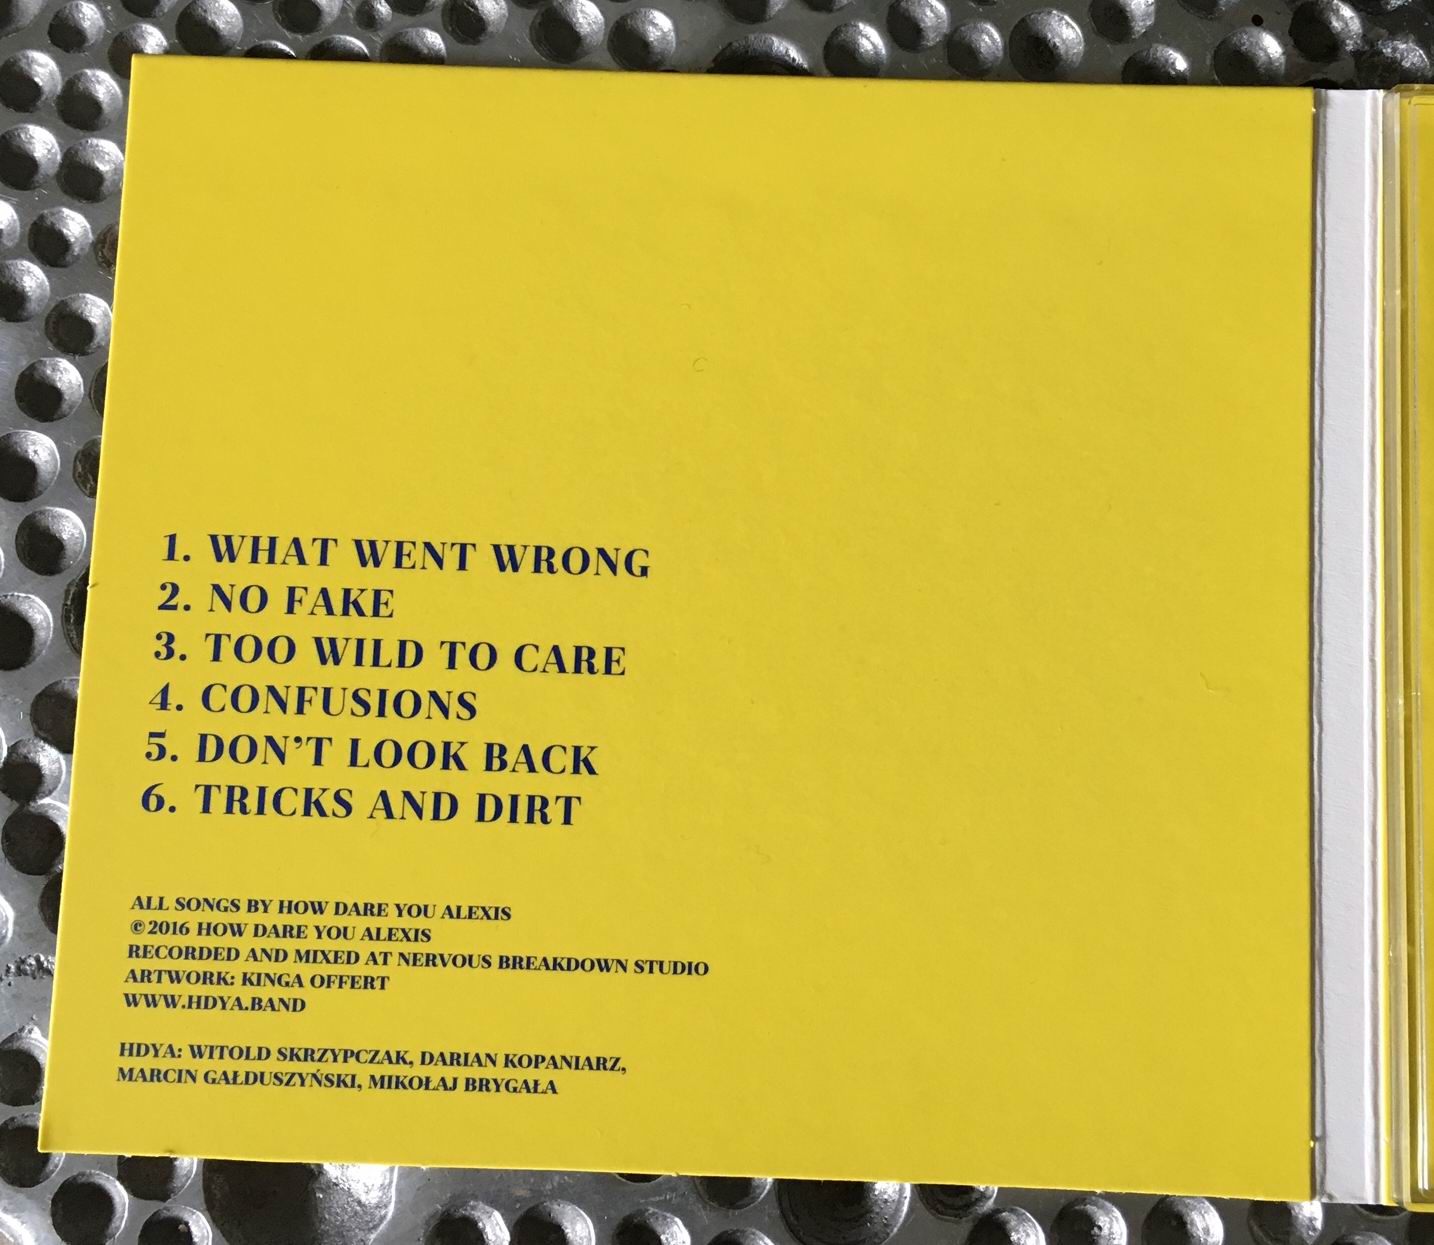 1. WHAT WENT WRONG
2. NO FAKE
3. TOO WILD TO CARE
4. CONFUSIONS
5. DON'T LOOK BACK
6. TRICKS AND DIRT
ALL SONGS BY HOW DARE YOU ALEXIS
©2016 HOW DARE YOU ALEXIS
RECORDED AND MIXED AT NERVOUS BREAKDOWN STUDIO
ARTWORK: KINGA OFFERT
WWW.HDYA.BAND
HDYA: WITOLD SKRZYPCZAK, DARIAN KOPANIARZ,
MARCIN GAŁDUSZYŃSKI, MIKOŁAJ BRYGAŁA